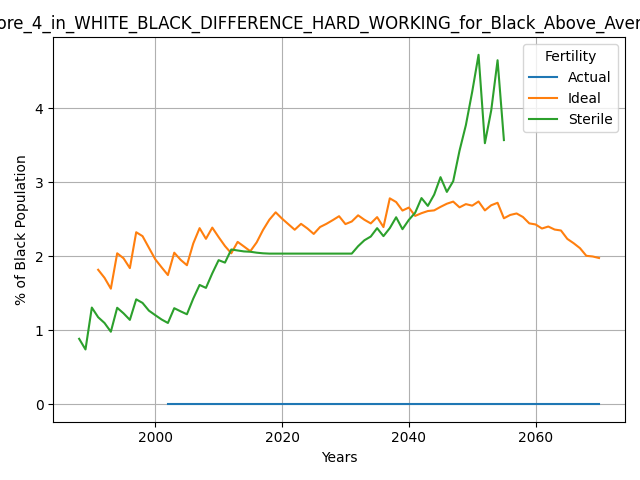 ore_4_in_WHITE_BLACK_DIFFERENCE_HARD_WORKING_for_Black_Above_Aver
Fertility
Actual
Ideal
Sterile
% of Black Population
4
3
2
1
0
2000 2020 2040 2060
Years